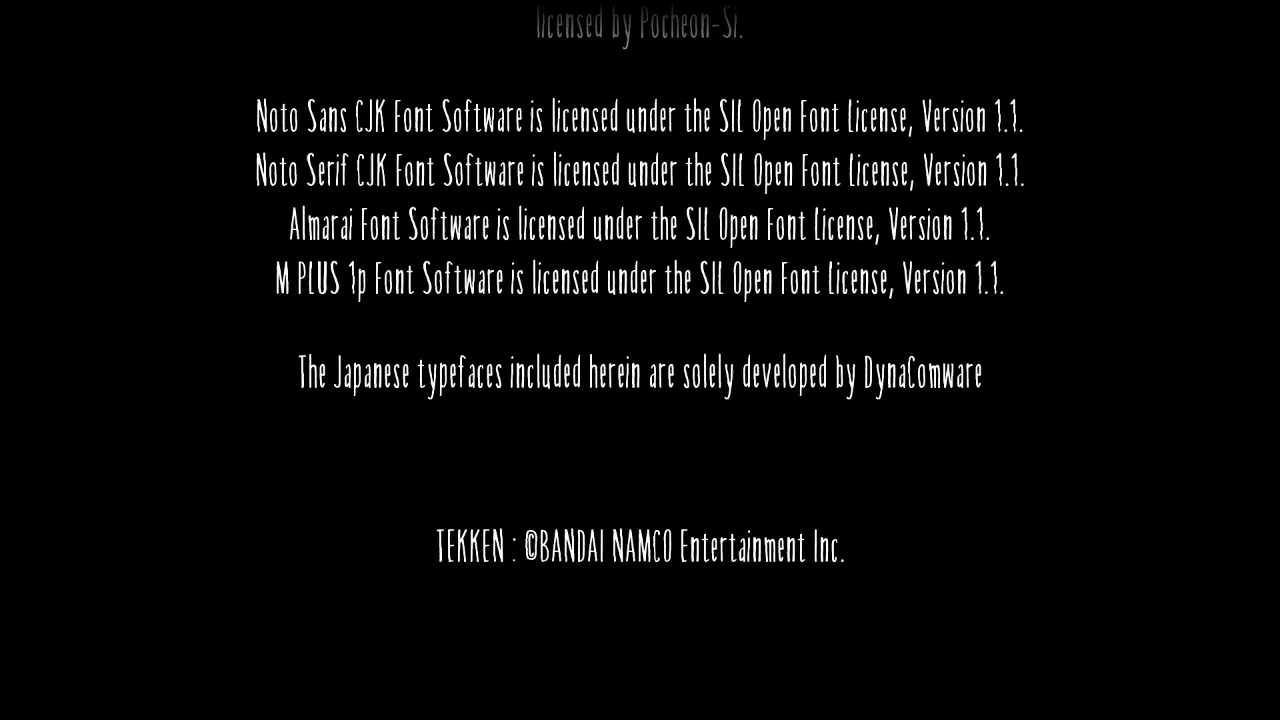 licensed by Pocheon-Si.
Noto Sans CJK Font Software is licensed under the SIL Open Font License, Version 1.1.
Noto Serif CJK Font Software is licensed under the SIL Open Font License, Version 1.1.
Almarai Font Software is licensed under the SIL Open Font License, Version 1.1.
M PLUS 1p Font Software is licensed under the SIL Open Font License, Version 1.1.
The Japanese typefaces included herein are solely developed by DynaComware
TEKKEN : ©BANDAI NAMCO Entertainment Inc.